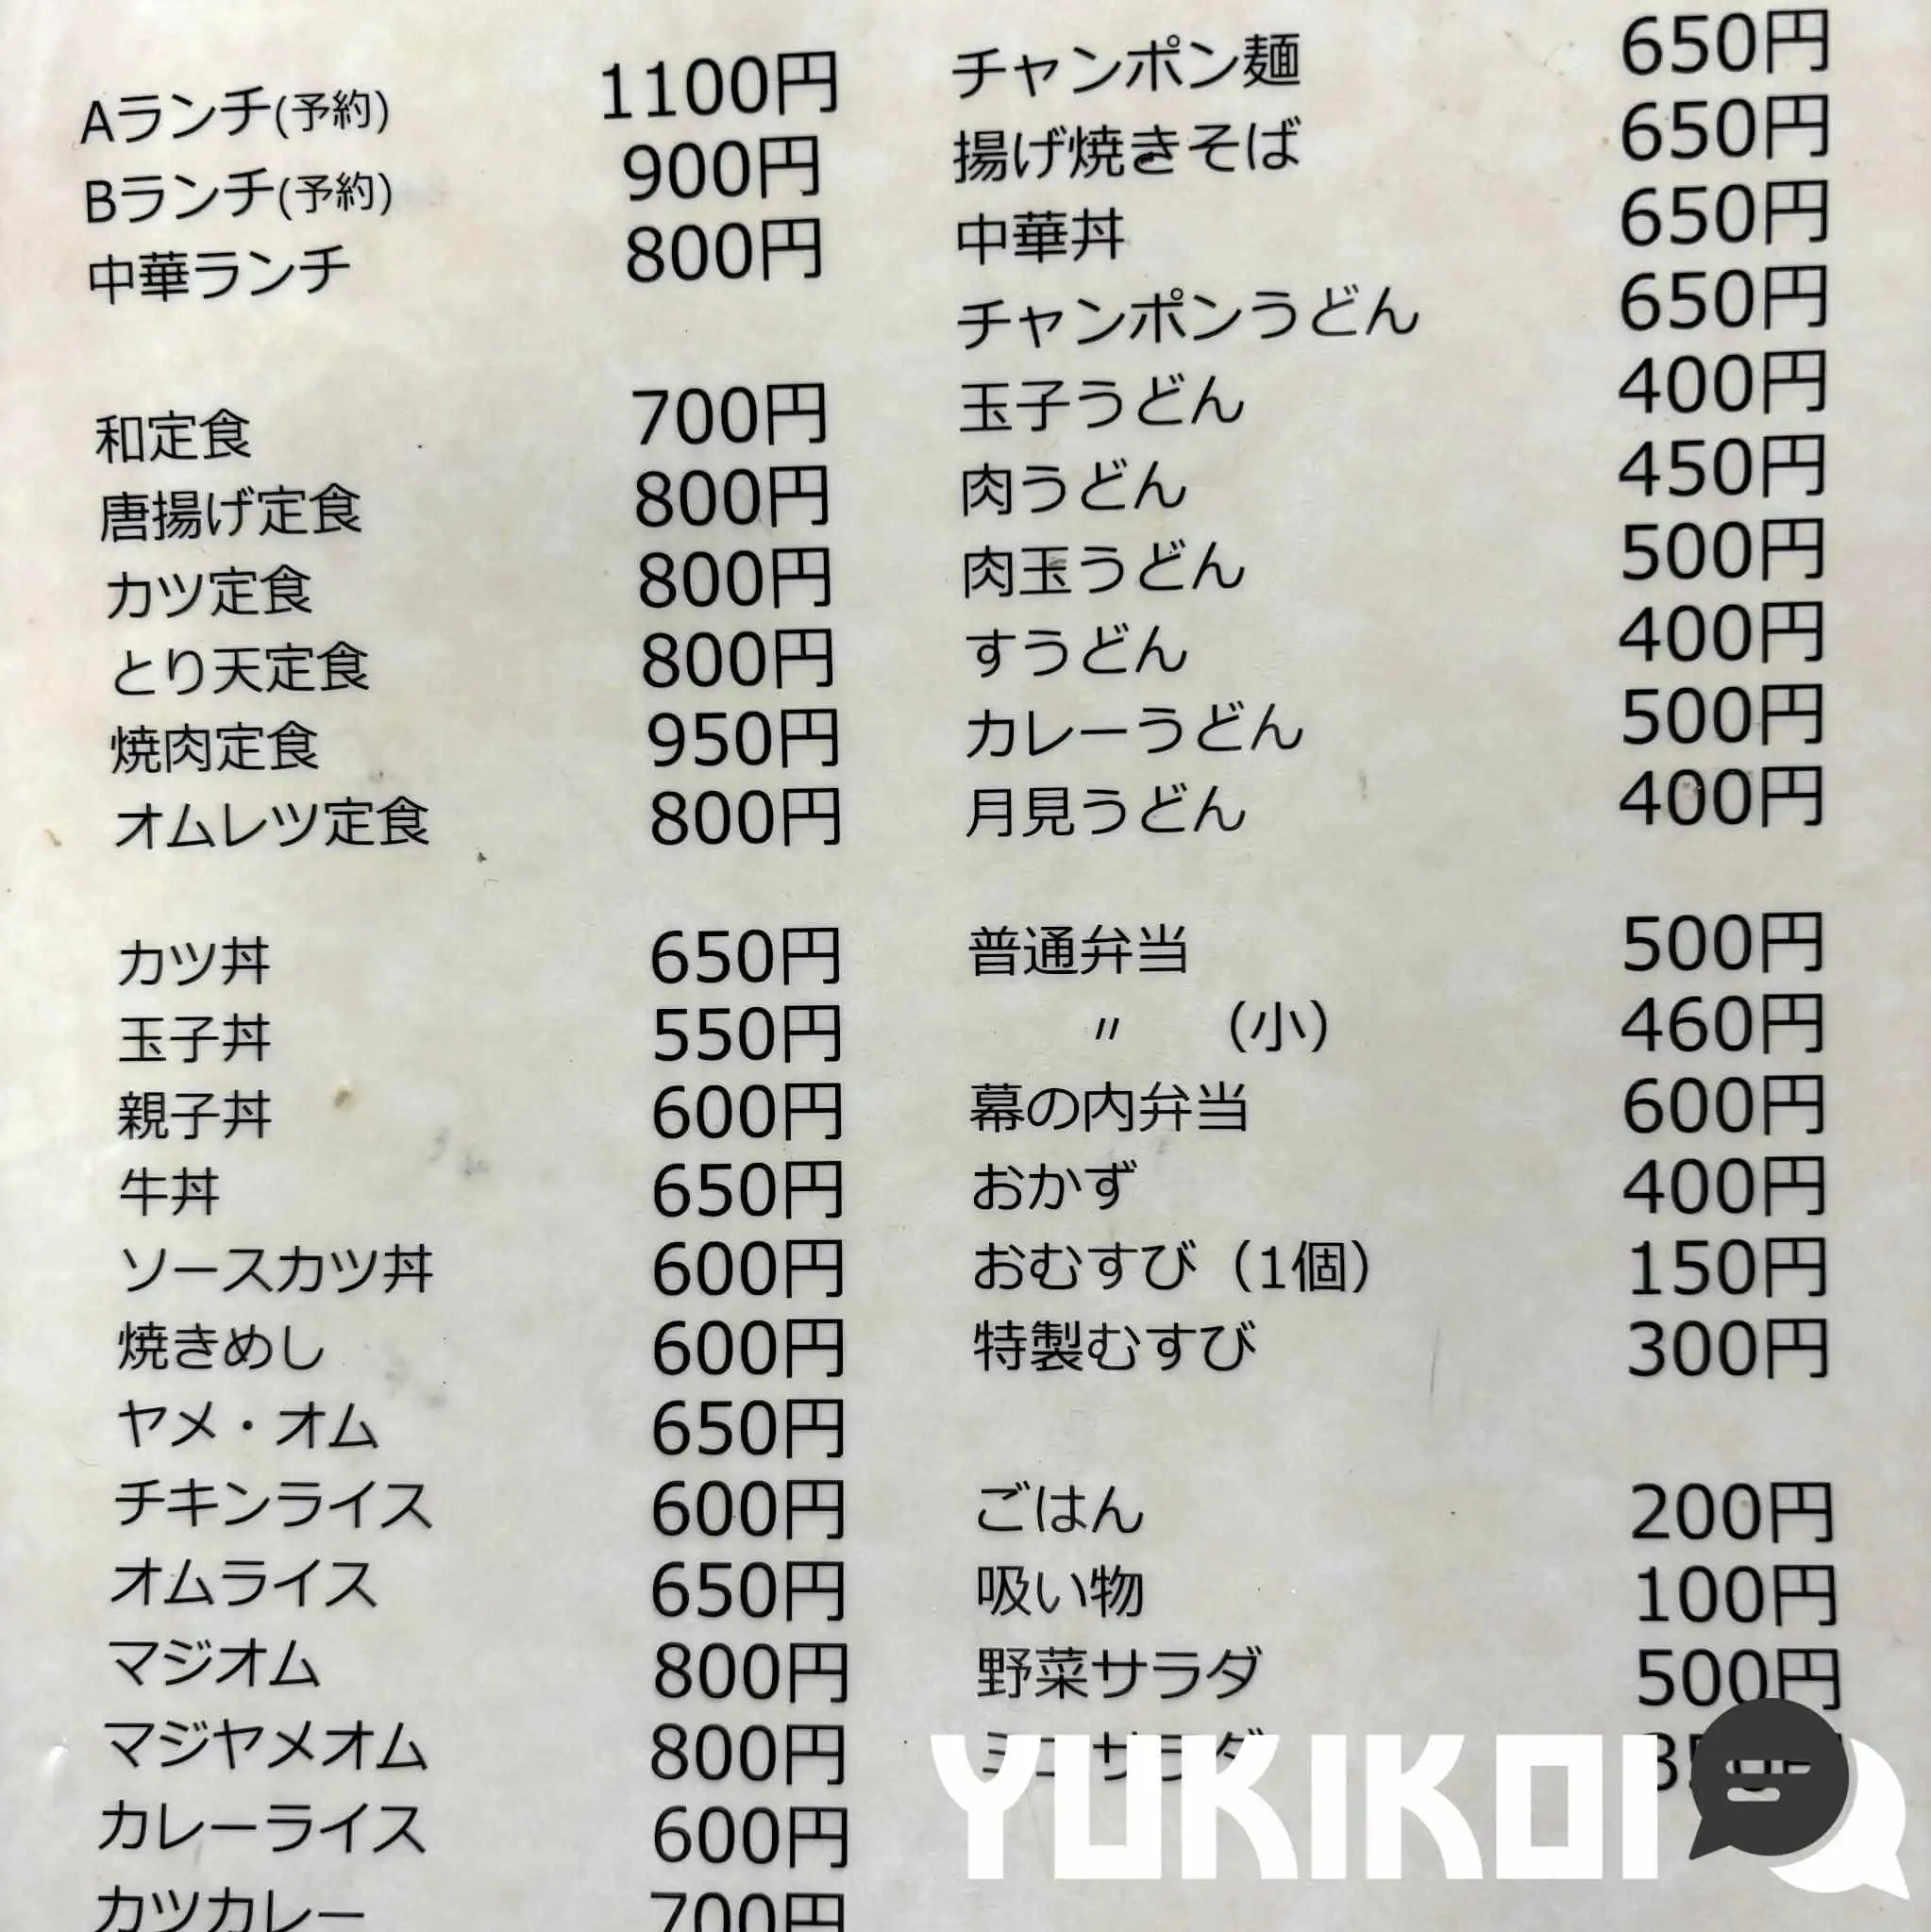 Aランチ(予約) 1100円
Bランチ(予約) 900円
中華ランチ 800円
和定食 700円
唐揚げ定食 800円
カツ定食 800円
とり天定食 800円
焼肉定食 950円
オムレツ定食 800円
カツ丼 650円
玉子丼 550円
親子丼 600円
牛丼 650円
ソースカツ丼 600円
焼きめし 600円
ヤメ・オム 650円
チキンライス 600円
オムライス 650円
マジオム 800円
マジヤメオム 800円
カレーライス 600円
カツカレー 700円
チャンポン麺 650円
揚げ焼きそば 650円
中華丼 650円
チャンポンうどん 650円
玉子うどん 400円
肉うどん 450円
肉玉うどん 500円
すうどん 400円
カレーうどん 500円
月見うどん 400円
普通弁当 500円
〃 （小） 460円
幕の内弁当 600円
おかず 400円
おむすび（1個） 150円
特製むすび 300円
ごはん 200円
吸い物 100円
野菜サラダ 500円
ミニサラダ 350円
YUKIKOI